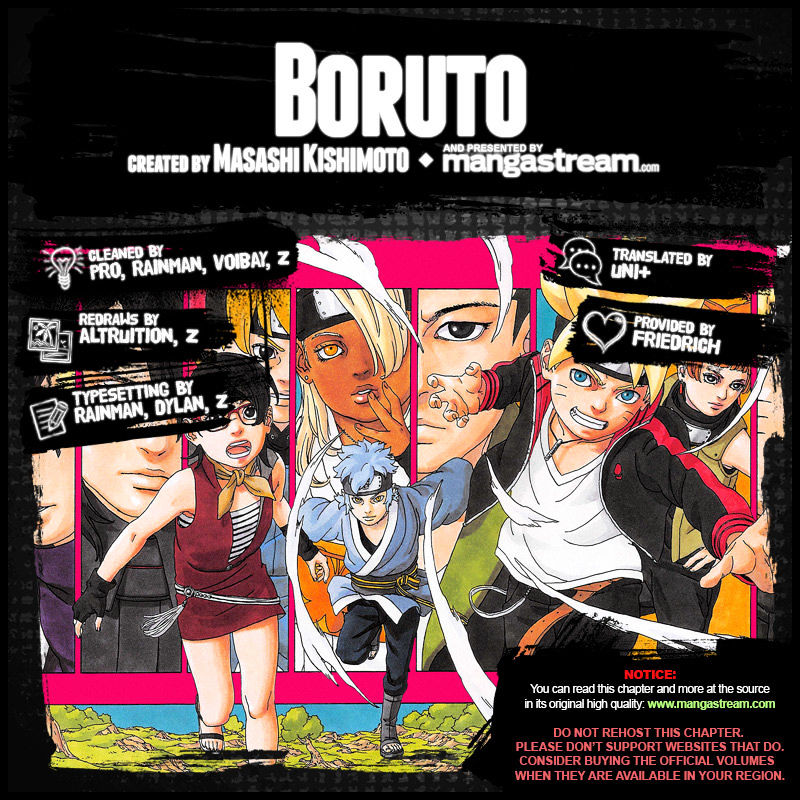 BORUTO
CREATED BY MASASHI KISHIMOTO ◆ AND PRESENTED BY mangastream.com
CLEANED BY
PRO, RAINMAN, VOIBAY, Z
REDRAWS BY
ALTRUITION, Z
TYPESETTING BY
RAINMAN, DYLAN, Z
TRANSLATED BY
UNI+
PROVIDED BY
FRIEDRICH
NOTICE:
You can read this chapter and more at the source
in its original high quality: www.mangastream.com
DO NOT REHOST THIS CHAPTER.
PLEASE DON'T SUPPORT WEBSITES THAT DO.
CONSIDER BUYING THE OFFICIAL VOLUMES
WHEN THEY ARE AVAILABLE IN YOUR REGION.